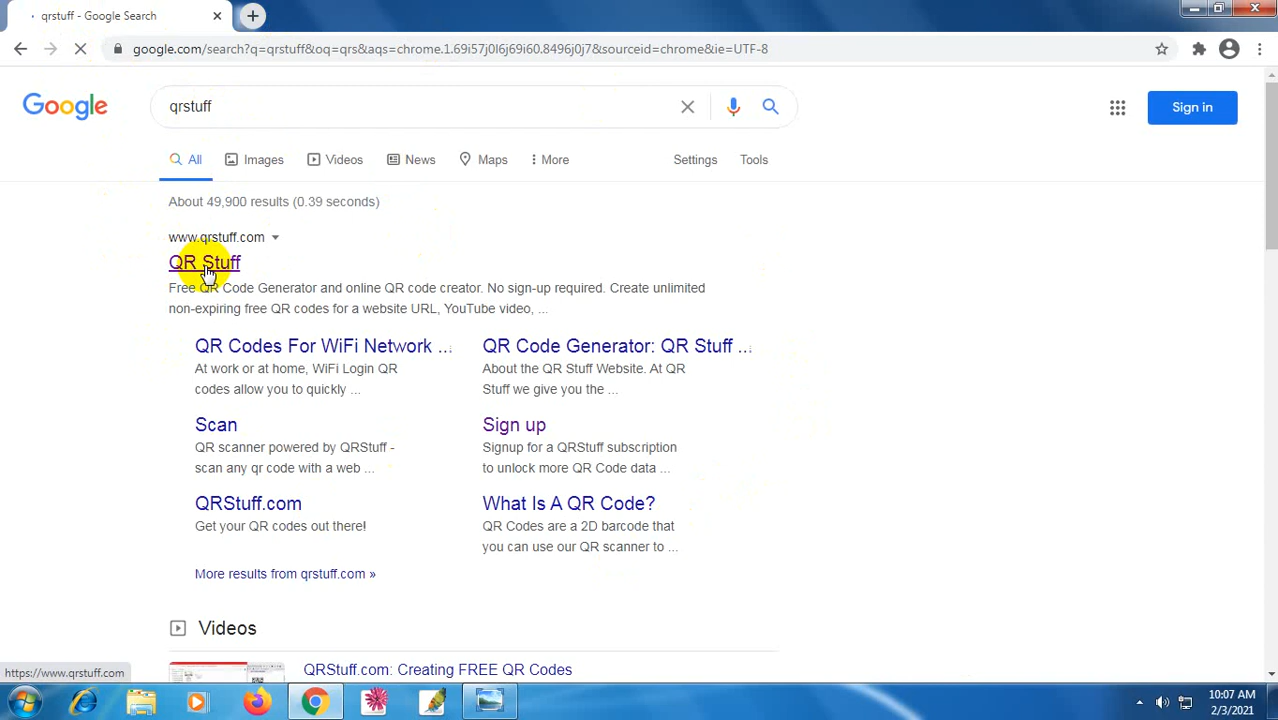 qrstuff - Google Search
google.com/search?q=qrstuff&oq=qrs&aqs=chrome.1.69i57j0l6j69i60.8496j0j7&sourceid=chrome&ie=UTF-8
Google
qrstuff
Sign in
All
Images
Videos
News
Maps
More
Settings
Tools
About 49,900 results (0.39 seconds)
www.qrstuff.com
QR Stuff
Free QR Code Generator and online QR code creator. No sign-up required. Create unlimited
non-expiring free QR codes for a website URL, YouTube video, ...
QR Codes For WiFi Network ...
At work or at home, WiFi Login QR
codes allow you to quickly ...
QR Code Generator: QR Stuff ...
About the QR Stuff Website. At QR
Stuff we give you the ...
Scan
QR scanner powered by QRStuff -
scan any qr code with a web ...
Sign up
Signup for a QRStuff subscription
to unlock more QR Code data ...
QRStuff.com
Get your QR codes out there!
What Is A QR Code?
QR Codes are a 2D barcode that
you can use our QR scanner to ...
More results from qrstuff.com »
Videos
QRStuff.com: Creating FREE QR Codes
https://www.qrstuff.com
10:07 AM
2/3/2021